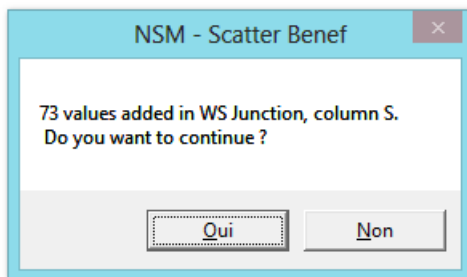 NSM - Scatter Benef
73 values added in WS Junction, column S.
Do you want to continue ?
Oui
Non